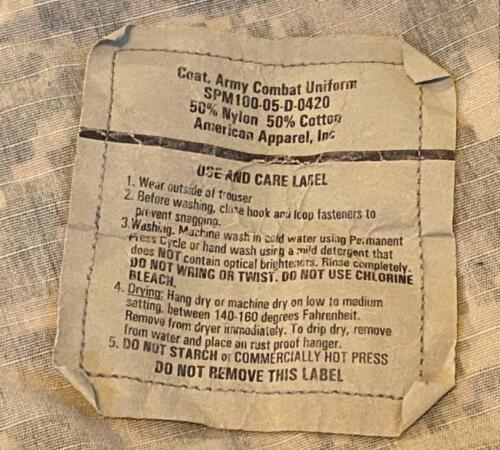 Coat, Army Combat Uniform
SPM100-05-D-0420
50% Nylon 50% Cotton
American Apparel, Inc
USE AND CARE LABEL
1. Wear outside of trouser
2. Before washing, close hook and loop fasteners to
prevent snagging.
3. Washing. Machine wash in cold water using Permanent
Press Cycle or hand wash using a mild detergent that
does NOT contain optical brighteners. Rinse completely.
DO NOT WRING OR TWIST. DO NOT USE CHLORINE
BLEACH.
4. Drying: Hang dry or machine dry on low to medium
setting, between 140-160 degrees Fahrenheit.
Remove from dryer immediately. To drip dry, remove
from water and place on rust proof hanger.
5. DO NOT STARCH or COMMERCIALLY HOT PRESS
DO NOT REMOVE THIS LABEL